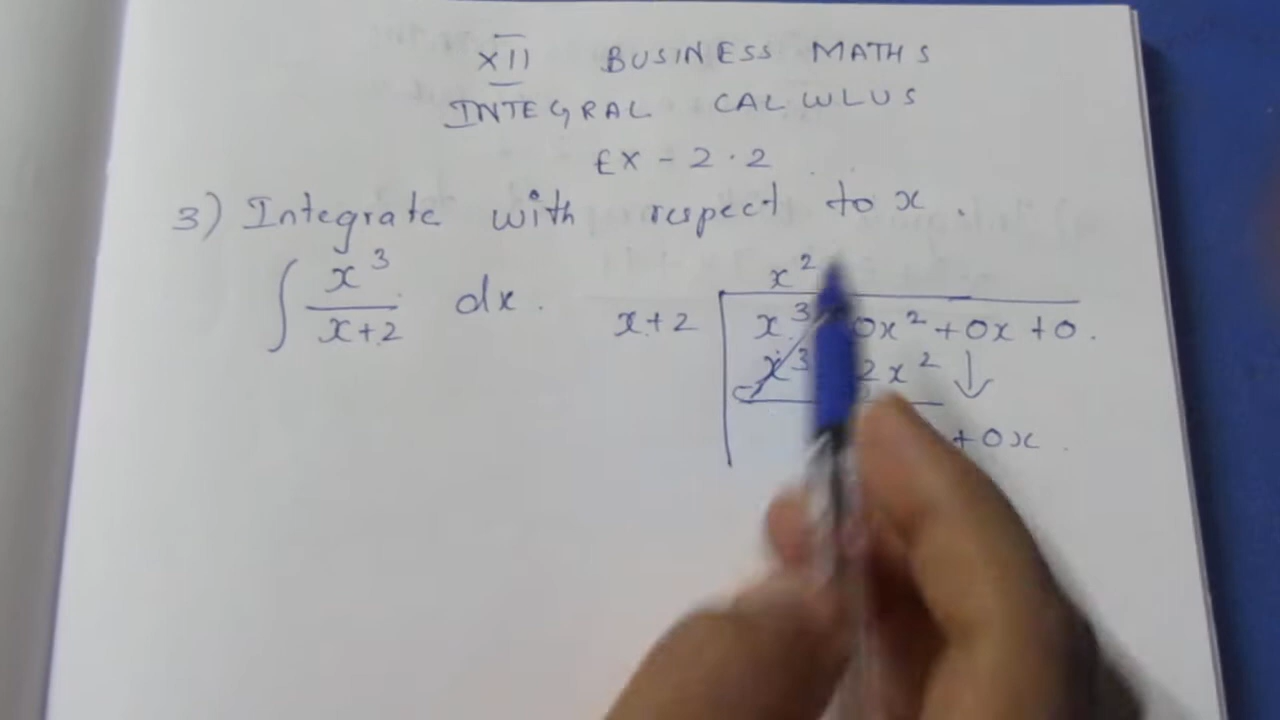 XII BUSINESS MATHS
INTEGRAL CALCULUS
EX - 2.2
3) Integrate with respect to x.
∫ x³/x+2 dx.
x²
x+2 x³ 0x² + 0x + 0.
x³ 2x² ↓
+0x